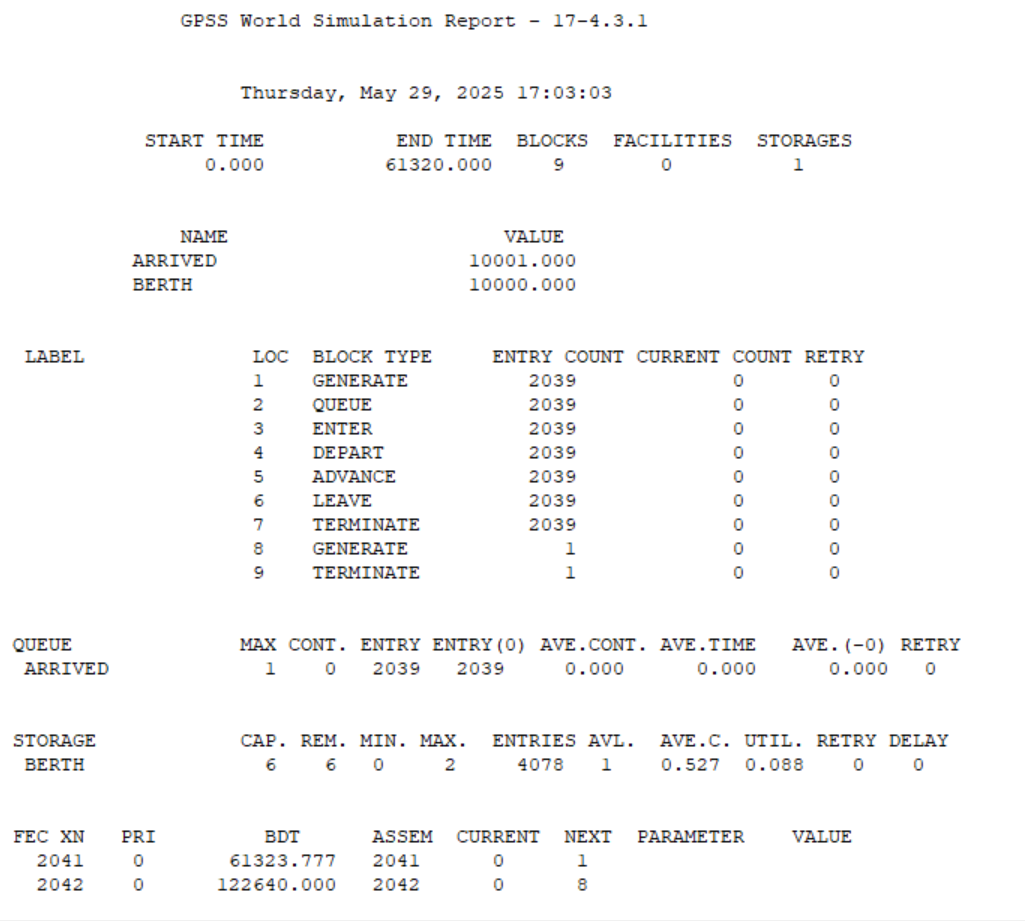 GPSS World Simulation Report - 17-4.3.1
Thursday, May 29, 2025 17:03:03
START TIME END TIME BLOCKS FACILITIES STORAGES
0.000 61320.000 9 0 1
NAME VALUE
ARRIVED 10001.000
BERTH 10000.000
LABEL LOC BLOCK TYPE ENTRY COUNT CURRENT COUNT RETRY
1 GENERATE 2039 0 0
2 QUEUE 2039 0 0
3 ENTER 2039 0 0
4 DEPART 2039 0 0
5 ADVANCE 2039 0 0
6 LEAVE 2039 0 0
7 TERMINATE 2039 0 0
8 GENERATE 1 0 0
9 TERMINATE 1 0 0
QUEUE MAX CONT. ENTRY ENTRY(0) AVE.CONT. AVE.TIME AVE.(-0) RETRY
ARRIVED 1 0 2039 2039 0.000 0.000 0.000 0
STORAGE CAP. REM. MIN. MAX. ENTRIES AVL. AVE.C. UTIL. RETRY DELAY
BERTH 6 6 0 2 4078 1 0.527 0.088 0 0
FEC XN PRI BDT ASSEM CURRENT NEXT PARAMETER VALUE
2041 0 61323.777 2041 0 1
2042 0 122640.000 2042 0 8